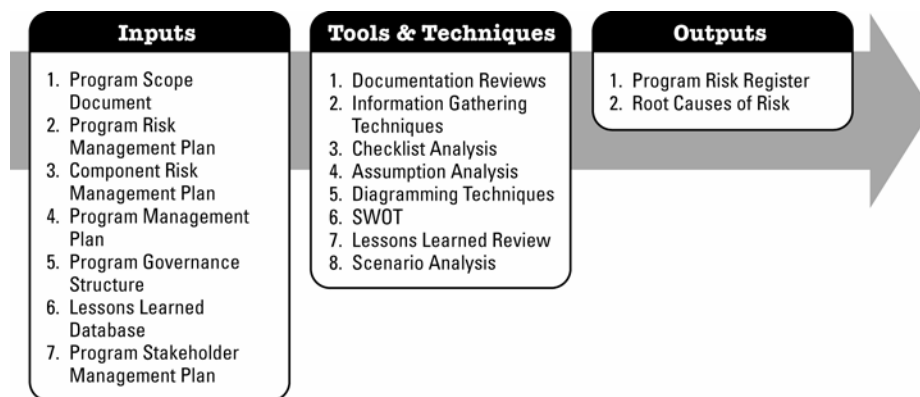 Inputs
1. Program Scope
Document
2. Program Risk
Management Plan
3. Component Risk
Management Plan
4. Program Management
Plan
5. Program Governance
Structure
6. Lessons Learned
Database
7. Program Stakeholder
Management Plan
Tools & Techniques
1. Documentation Reviews
2. Information Gathering
Techniques
3. Checklist Analysis
4. Assumption Analysis
5. Diagramming Techniques
6. SWOT
7. Lessons Learned Review
8. Scenario Analysis
Outputs
1. Program Risk Register
2. Root Causes of Risk